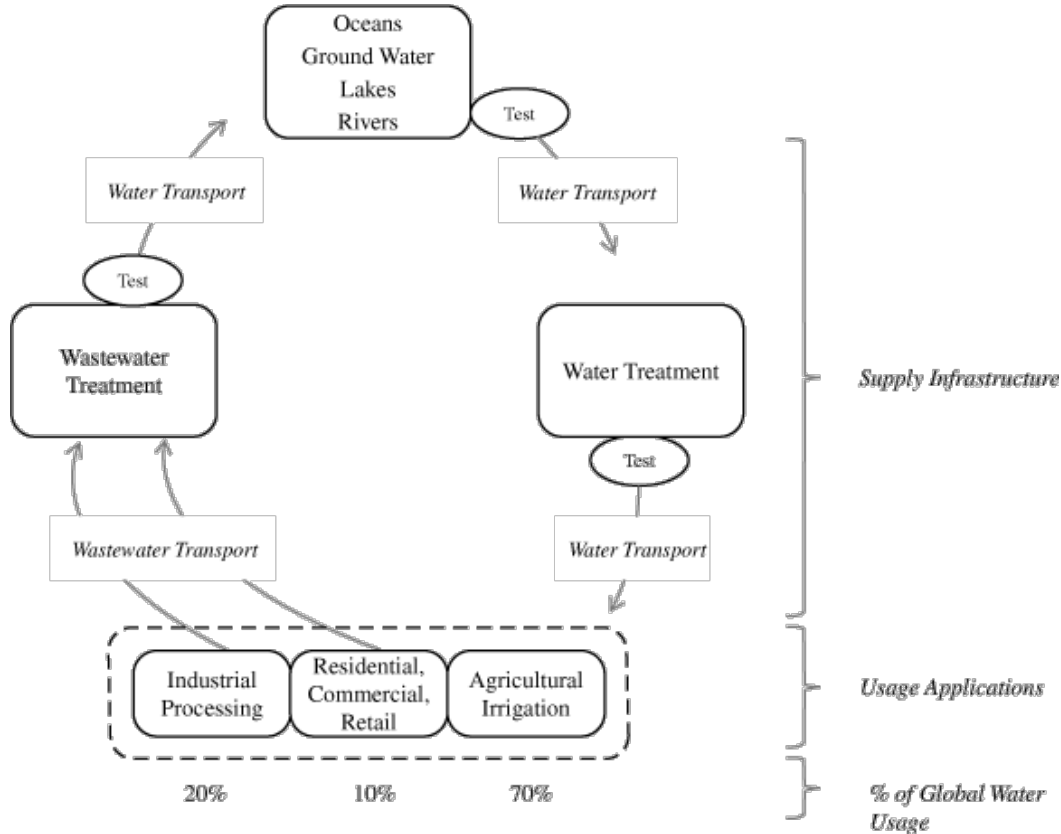 Oceans
Ground Water
Lakes
Rivers
Test
Water Transport
Water Transport
Test
Wastewater
Treatment
Water Treatment
Supply Infrastructure
Test
Wastewater Transport
Water Transport
Industrial
Processing
Residential,
Commercial,
Retail
Agricultural
Irrigation
Usage Applications
20%
10%
70%
% of Global Water
Usage